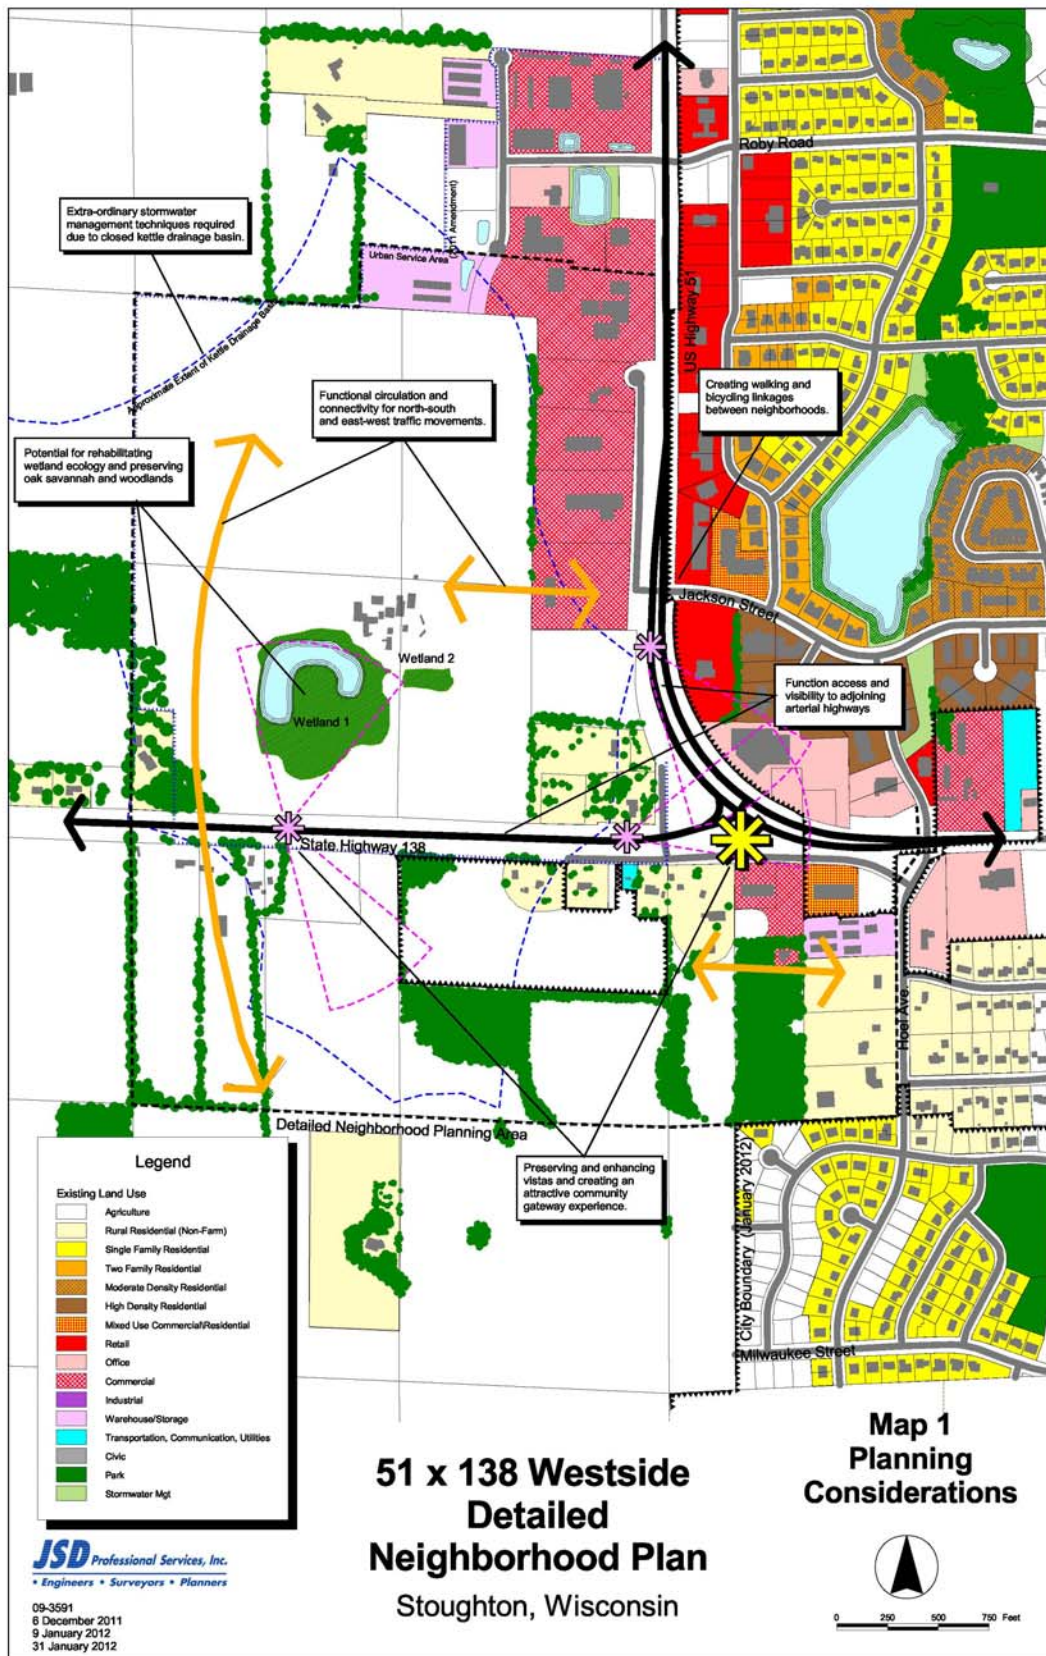 Roby Road
Extra-ordinary stormwater
management techniques required
due to closed kettle drainage basin.
(2011 Amendment)
Urban Service Area
US Highway 51
Approximate Extent of Kettle Drainage Basin
Functional circulation and
connectivity for north-south
and east-west traffic movements.
Creating walking and
bicycling linkages
between neighborhoods.
Potential for rehabilitating
wetland ecology and preserving
oak savannah and woodlands
Jackson Street
Wetland 2
Wetland 1
Function access and
visibility to adjoining
arterial highways
State Highway 138
Hoel Ave.
Detailed Neighborhood Planning Area
Preserving and enhancing
vistas and creating an
attractive community
gateway experience.
City Boundary (January 2012)
Milwaukee Street
Legend
Existing Land Use
Agriculture
Rural Residential (Non-Farm)
Single Family Residential
Two Family Residential
Moderate Density Residential
High Density Residential
Mixed Use Commercial\Residential
Retail
Office
Commercial
Industrial
Warehouse/Storage
Transportation, Communication, Utilities
Civic
Park
Stormwater Mgt
51 x 138 Westside
Detailed
Neighborhood Plan
Stoughton, Wisconsin
Map 1
Planning
Considerations
0 250 500 750 Feet
JSD Professional Services, Inc.
• Engineers • Surveyors • Planners
09-3591
6 December 2011
9 January 2012
31 January 2012